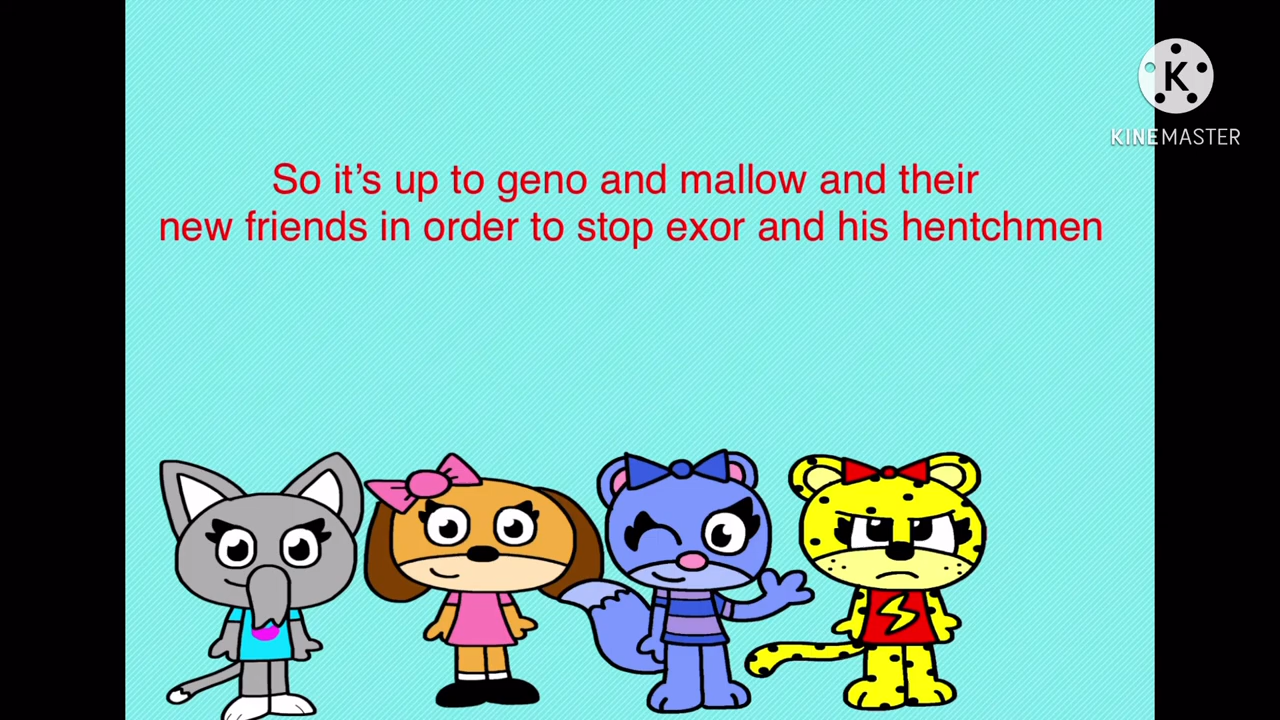 K
KINEMASTER
So it's up to geno and mallow and their
new friends in order to stop exor and his hentchmen